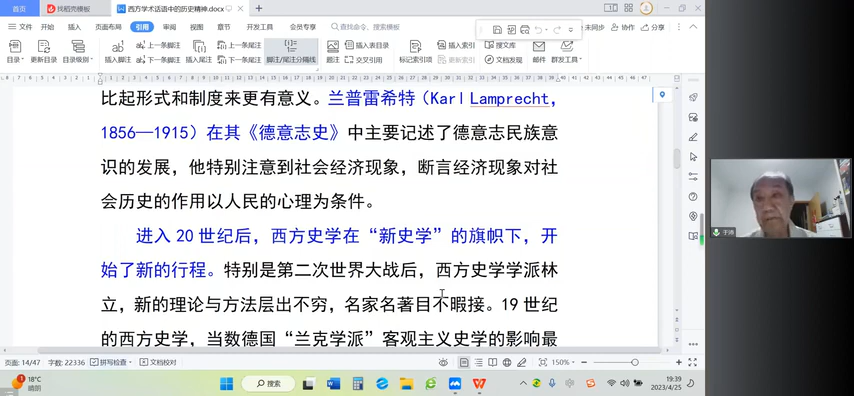 首页
找稻壳模板
西方学术话语中的历史精神.docx
文件
开始
插入
页面布局
引用
审阅
视图
章节
开发工具
会员专享
查找命令、搜索模板
未同步
协作
分享
目录
更新目录
目录级别
插入脚注
上一条脚注
下一条脚注
插入尾注
上一条尾注
下一条尾注
脚注/尾注分隔线
题注
插入表目录
交叉引用
标记索引项
插入索引
更新索引
搜文库
文档发现
邮件
群发工具
比起形式和制度来更有意义。兰普雷希特（Karl Lamprecht，
1856—1915）在其《德意志史》中主要记述了德意志民族意
识的发展，他特别注意到社会经济现象，断言经济现象对社
会历史的作用以人民的心理为条件。
进入 20 世纪后，西方史学在“新史学”的旗帜下，开
始了新的行程。特别是第二次世界大战后，西方史学学派林
立，新的理论与方法层出不穷，名家名著目不暇接。19 世纪
的西方史学，当数德国“兰克学派”客观主义史学的影响最
于沛
页面: 14/47
字数: 22336
拼写检查
文档校对
150%
18°C
晴朗
搜索
19:39
2023/4/25